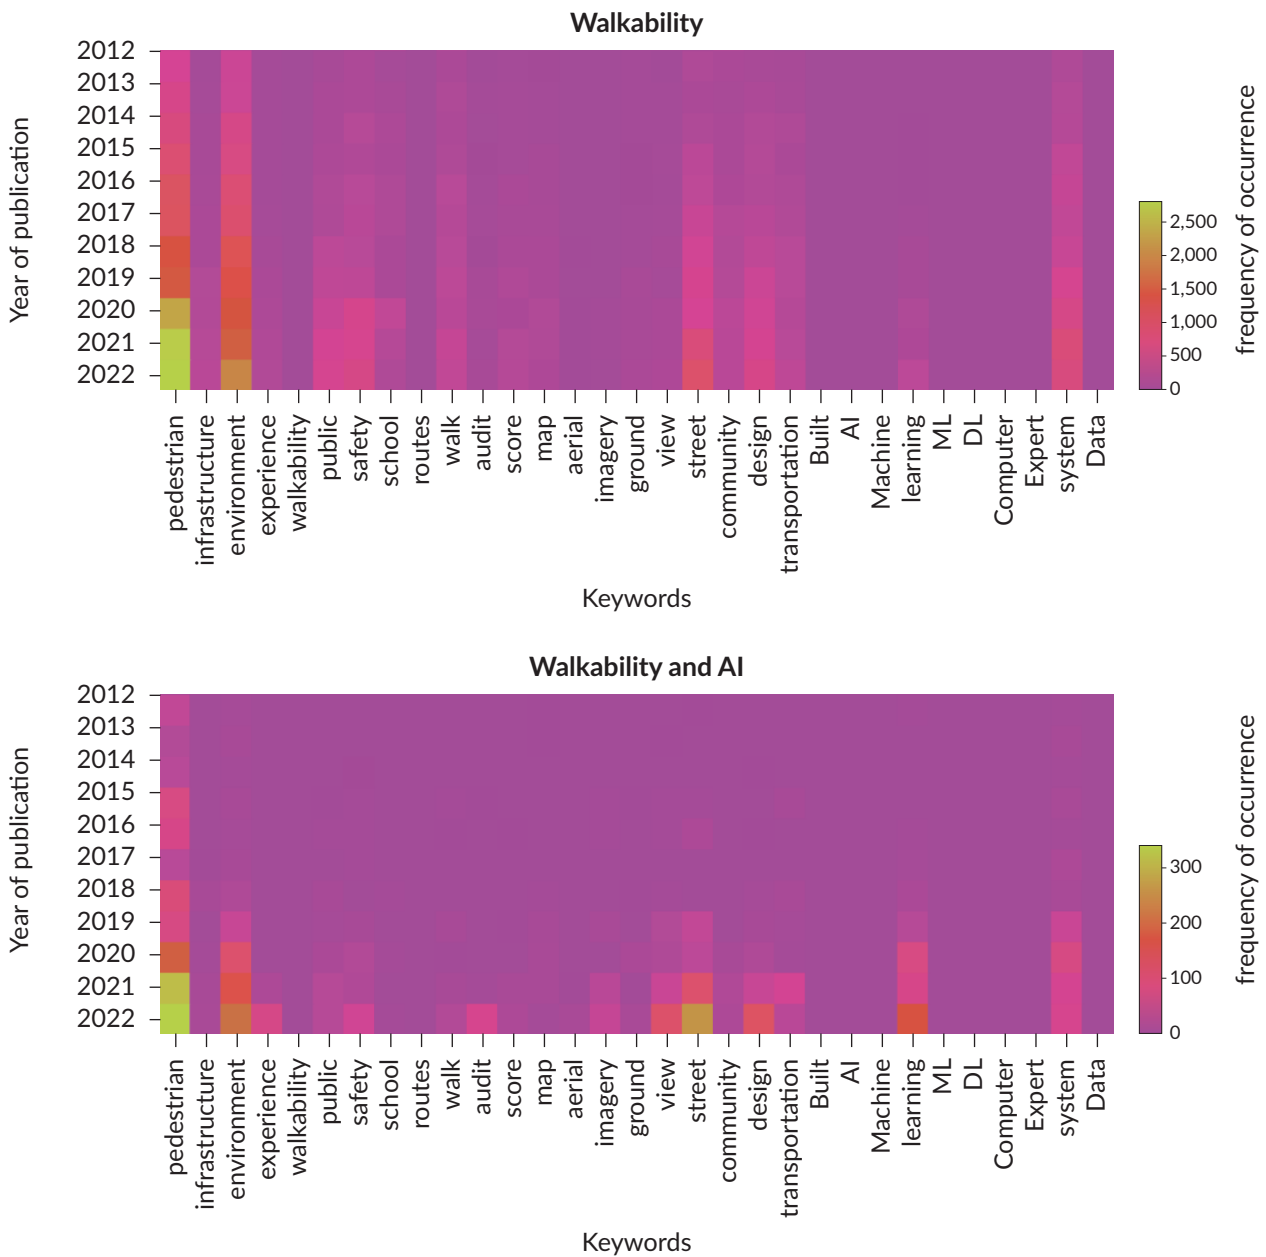 Walkability
Year of publication
2012
2013
2014
2015
2016
2017
2018
2019
2020
2021
2022
pedestrian
infrastructure
environment
experience
walkability
public
safety
school
routes
walk
audit
score
map
aerial
imagery
ground
view
street
community
design
transportation
Built
AI
Machine
learning
ML
DL
Computer
Expert
system
Data
Keywords
2,500
2,000
1,500
1,000
500
0
frequency of occurrence
Walkability and AI
Year of publication
2012
2013
2014
2015
2016
2017
2018
2019
2020
2021
2022
pedestrian
infrastructure
environment
experience
walkability
public
safety
school
routes
walk
audit
score
map
aerial
imagery
ground
view
street
community
design
transportation
Built
AI
Machine
learning
ML
DL
Computer
Expert
system
Data
Keywords
300
200
100
0
frequency of occurrence